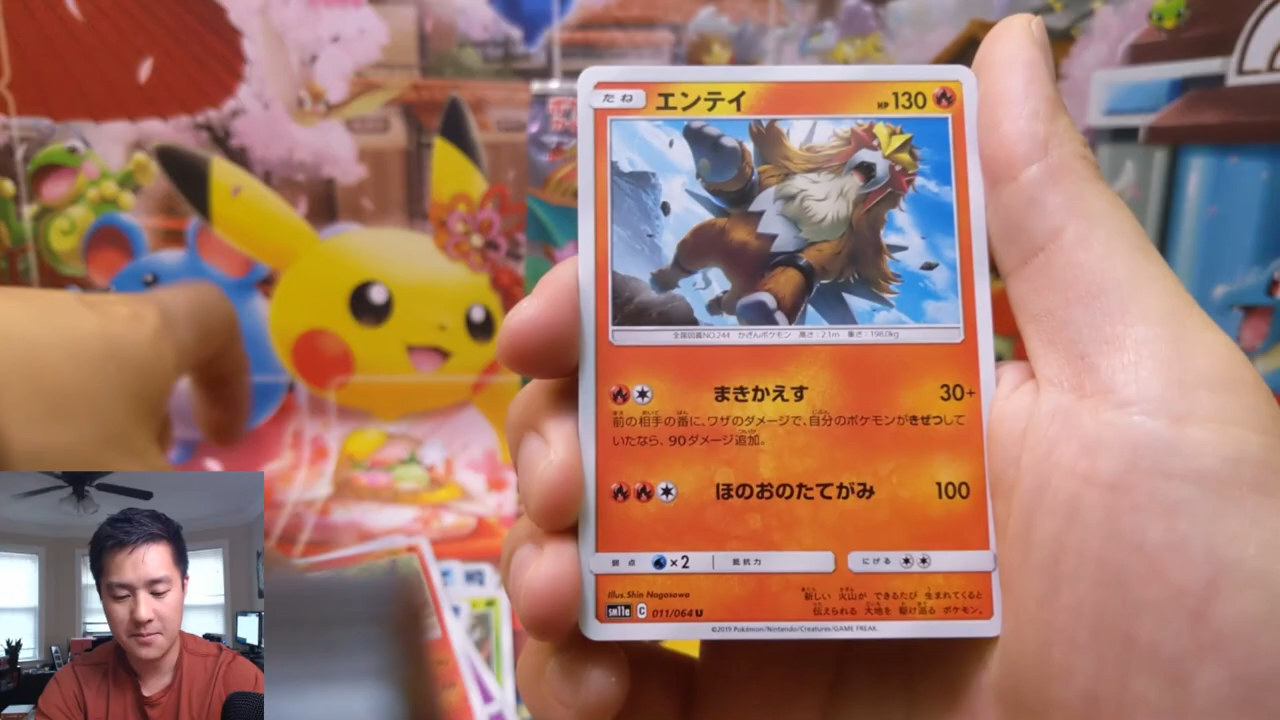 たね エンテイ HP 130
全国図鑑NO.244 かざんポケモン 高さ:2.1m 重さ:198.0kg
まきかえす 30+
前の相手の番に、ワザのダメージで、自分のポケモンがきぜつして
いたなら、90ダメージ追加。
ほのおのたてがみ 100
弱点 ×2 抵抗力 にげる
Illus.Shin Nagasawa
新しい 火山が できるたび 生まれてくると
伝えられる 大地を 駆け巡る ポケモン。
SM11a C 011/064 U
©2019 Pokémon/Nintendo/Creatures/GAME FREAK.